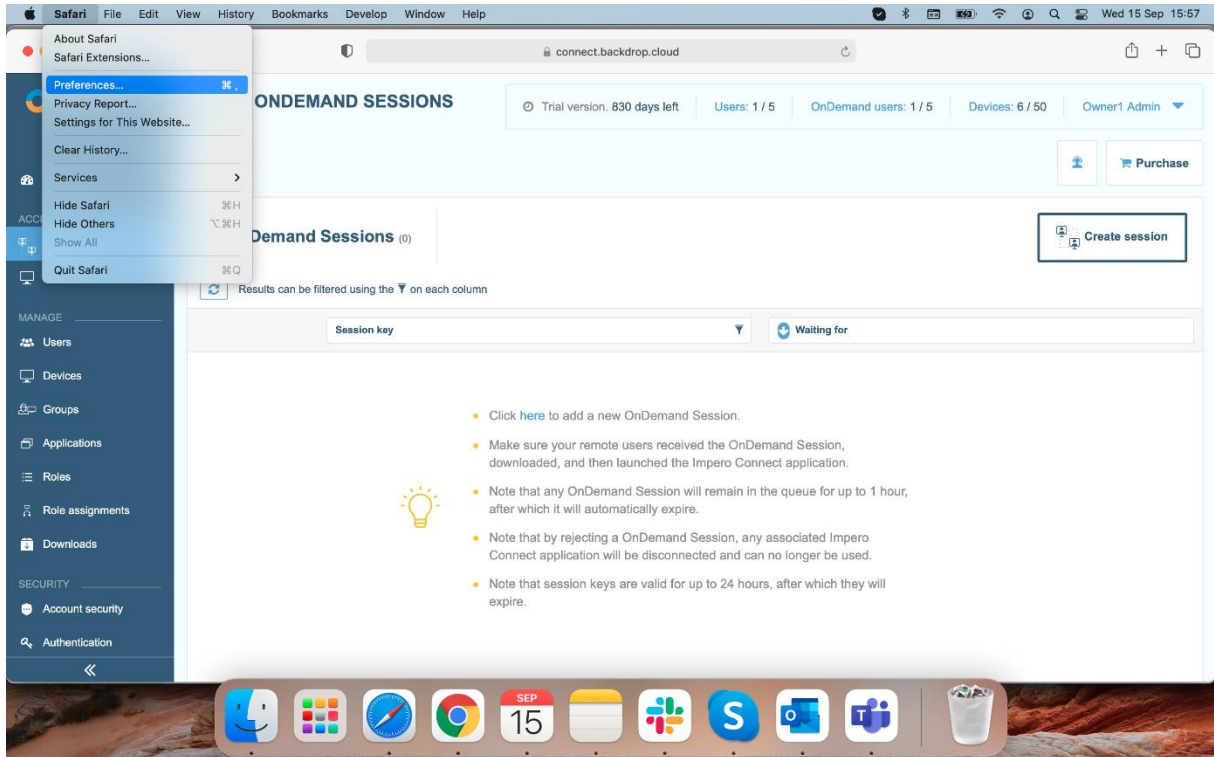 Safari File Edit View History Bookmarks Develop Window Help Wed 15 Sep 15:57
About Safari
Safari Extensions...
Preferences... ⌘ ,
Privacy Report...
Settings for This Website...
Clear History...
Services
Hide Safari ⌘H
Hide Others ⌥⌘H
Show All
Quit Safari ⌘Q
connect.backdrop.cloud
ONDEMAND SESSIONS
Trial version. 830 days left
Users: 1 / 5
OnDemand users: 1 / 5
Devices: 6 / 50
Owner1 Admin
Purchase
ACC
Demand Sessions (0)
Create session
Results can be filtered using the on each column
Session key
Waiting for
MANAGE
Users
Devices
Groups
Applications
Roles
Role assignments
Downloads
SECURITY
Account security
Authentication
Click here to add a new OnDemand Session.
Make sure your remote users received the OnDemand Session,
downloaded, and then launched the Impero Connect application.
Note that any OnDemand Session will remain in the queue for up to 1 hour,
after which it will automatically expire.
Note that by rejecting a OnDemand Session, any associated Impero
Connect application will be disconnected and can no longer be used.
Note that session keys are valid for up to 24 hours, after which they will
expire.
SEP
15
S